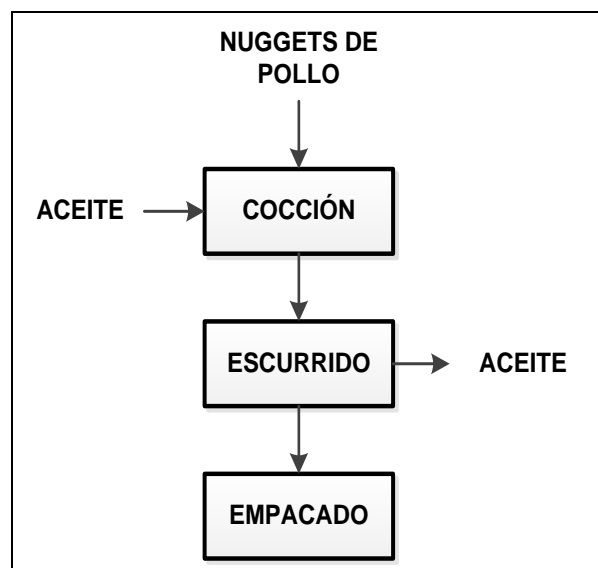 NUGGETS DE
POLLO
ACEITE
COCCIÓN
ESCURRIDO
ACEITE
EMPACADO